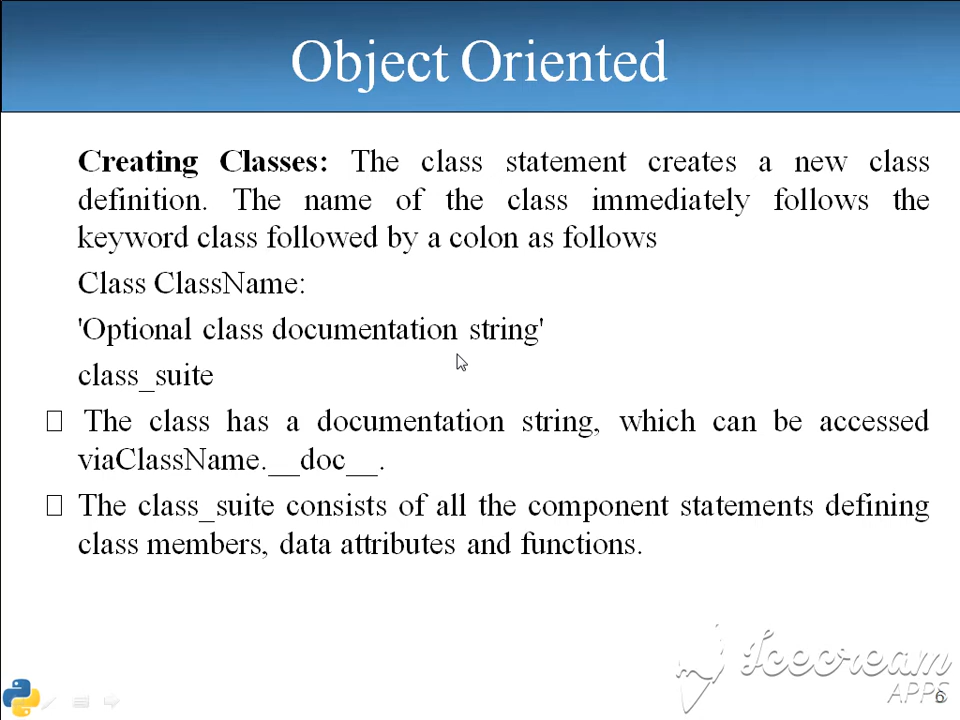 Object Oriented
Creating Classes: The class statement creates a new class
definition. The name of the class immediately follows the
keyword class followed by a colon as follows
Class ClassName:
'Optional class documentation string'
class_suite
The class has a documentation string, which can be accessed
viaClassName.__doc__.
The class_suite consists of all the component statements defining
class members, data attributes and functions.
Icecream
APPS
6